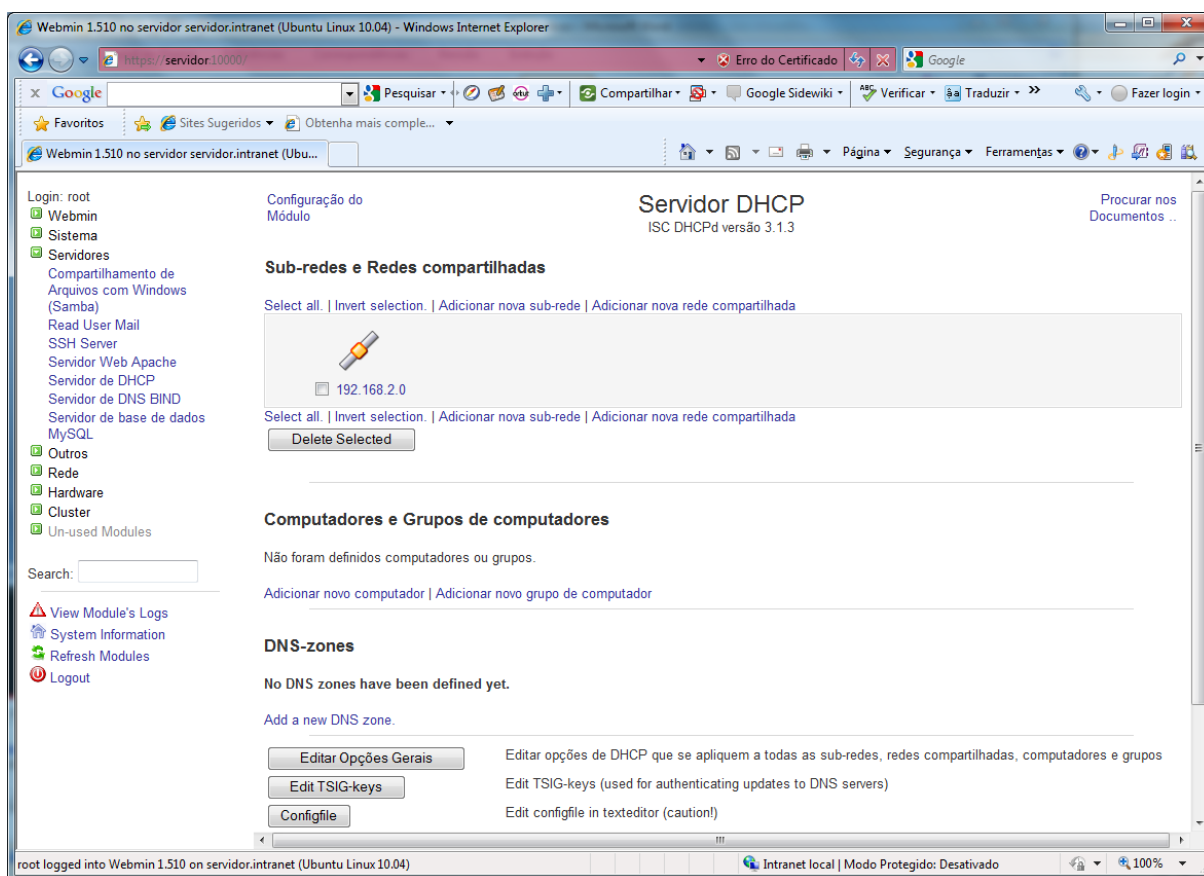 Webmin 1.510 no servidor servidor.intranet (Ubuntu Linux 10.04) - Windows Internet Explorer
https://servidor:10000/
Erro do Certificado
Google
x Google
Pesquisar
Compartilhar
Google Sidewiki
Verificar
Traduzir
Fazer login
Favoritos
Sites Sugeridos
Obtenha mais comple...
Webmin 1.510 no servidor servidor.intranet (Ubu...
Página
Segurança
Ferramentas
Login: root
Webmin
Sistema
Servidores
Compartilhamento de
Arquivos com Windows
(Samba)
Read User Mail
SSH Server
Servidor Web Apache
Servidor de DHCP
Servidor de DNS BIND
Servidor de base de dados
MySQL
Outros
Rede
Hardware
Cluster
Un-used Modules
Search:
View Module's Logs
System Information
Refresh Modules
Logout
Configuração do
Módulo
Servidor DHCP
ISC DHCPd versão 3.1.3
Procurar nos
Documentos ..
Sub-redes e Redes compartilhadas
Select all. | Invert selection. | Adicionar nova sub-rede | Adicionar nova rede compartilhada
192.168.2.0
Select all. | Invert selection. | Adicionar nova sub-rede | Adicionar nova rede compartilhada
Delete Selected
Computadores e Grupos de computadores
Não foram definidos computadores ou grupos.
Adicionar novo computador | Adicionar novo grupo de computador
DNS-zones
No DNS zones have been defined yet.
Add a new DNS zone.
Editar Opções Gerais
Editar opções de DHCP que se apliquem a todas as sub-redes, redes compartilhadas, computadores e grupos
Edit TSIG-keys
Edit TSIG-keys (used for authenticating updates to DNS servers)
Configfile
Edit configfile in texteditor (caution!)
root logged into Webmin 1.510 on servidor.intranet (Ubuntu Linux 10.04)
Intranet local | Modo Protegido: Desativado
100%